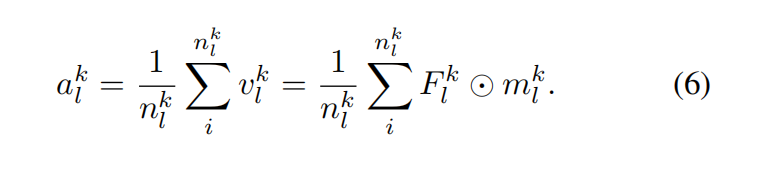 $a_l^k = \frac{1}{n_l^k} \sum_i^{n_l^k} v_l^k = \frac{1}{n_l^k} \sum_i^{n_l^k} F_l^k \odot m_l^k.$ (6)